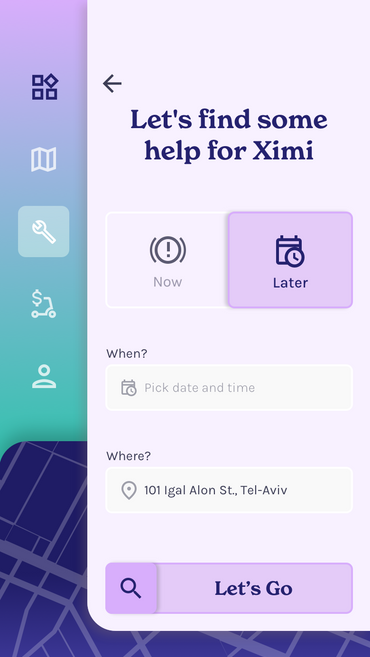 Let's find some
help for Ximi
Now
Later
When?
Pick date and time
Where?
101 Igal Alon St., Tel-Aviv
Let’s Go